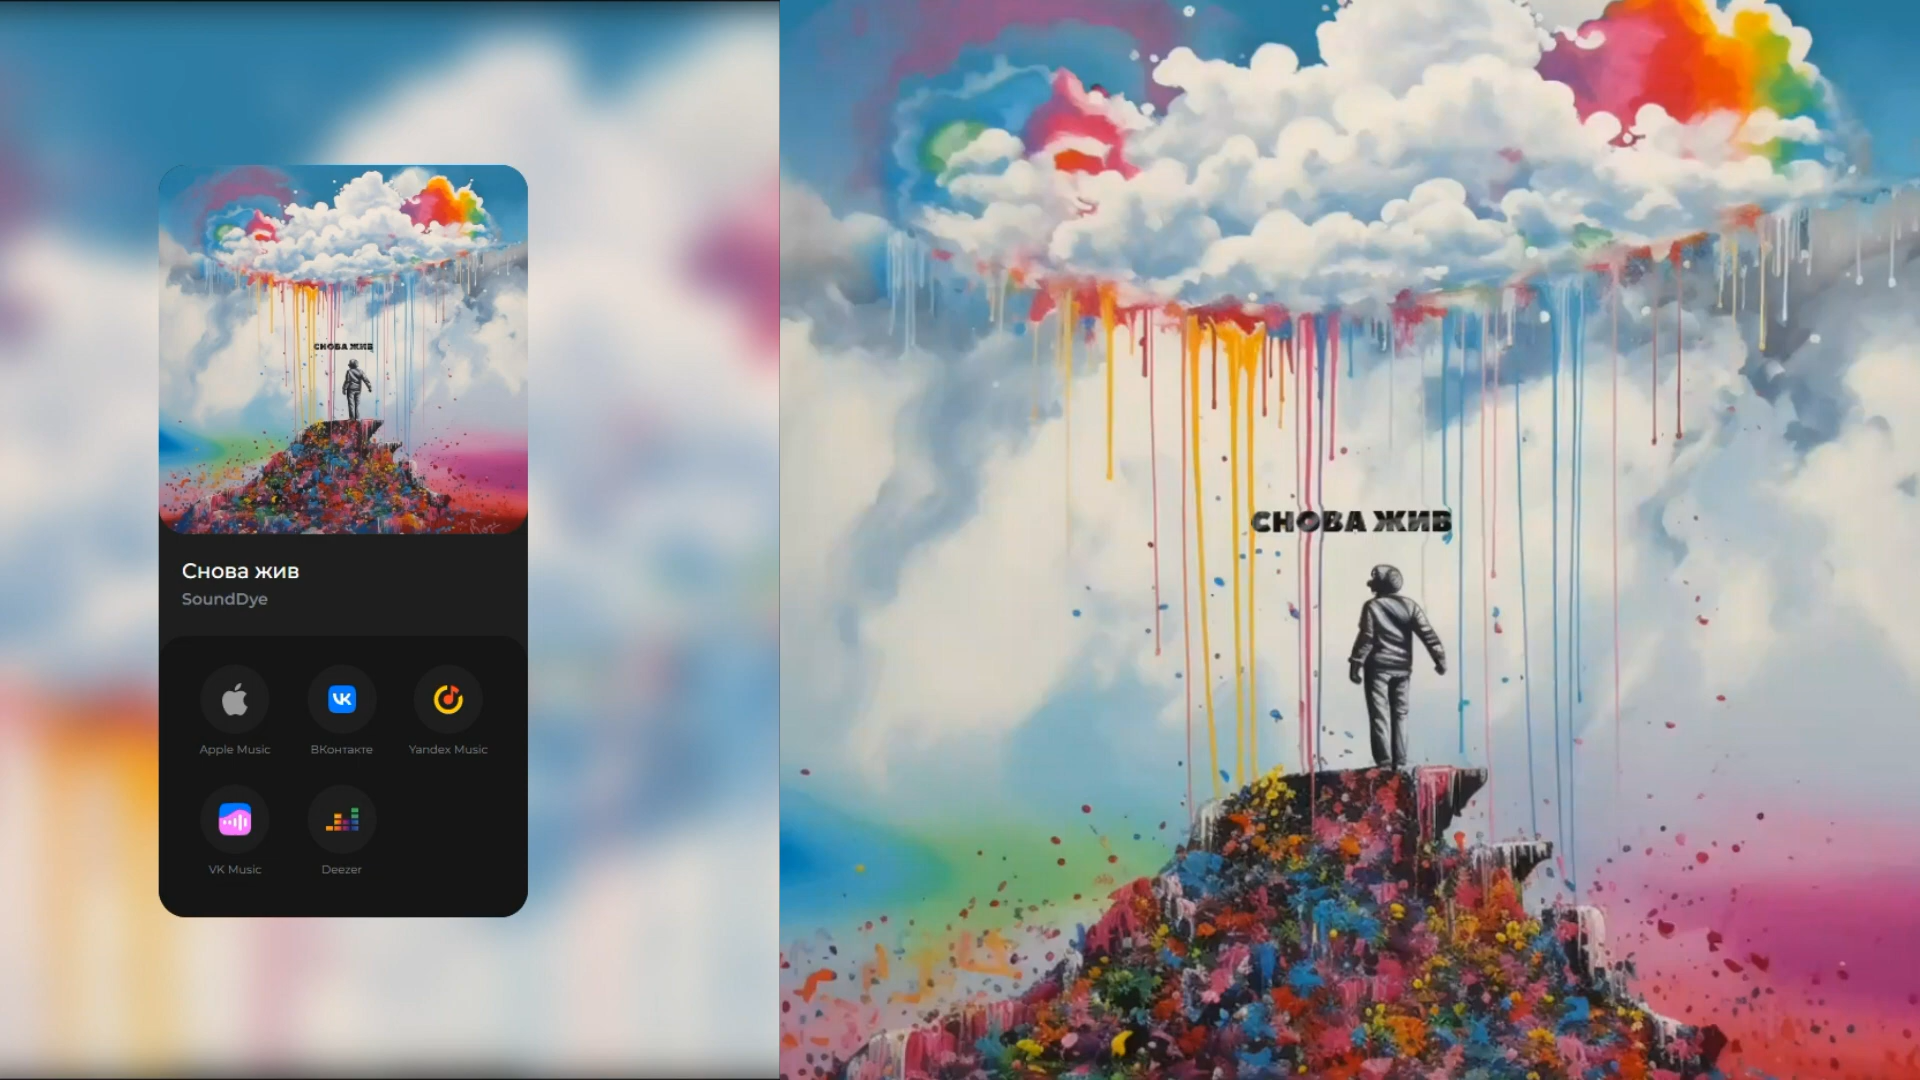 СНОВА ЖИВ
Снова жив
SoundDye
Apple Music
ВКонтакте
Yandex Music
VK Music
Deezer
СНОВА ЖИВ